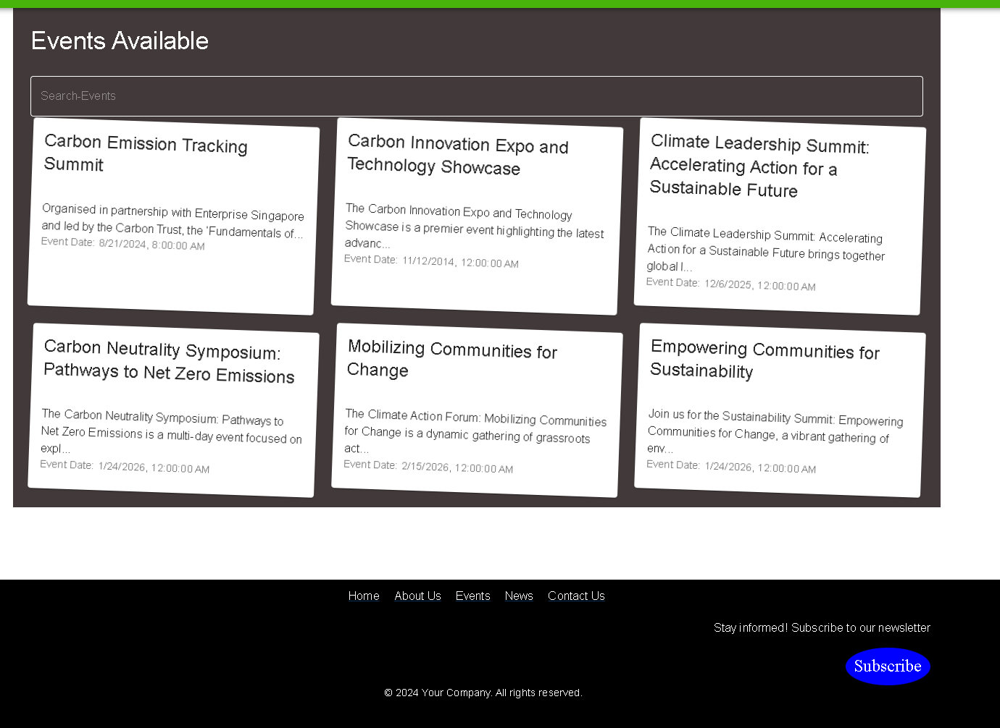 Events Available
Search-Events
Carbon Emission Tracking
Summit
Organised in partnership with Enterprise Singapore
and led by the Carbon Trust, the 'Fundamentals of...
Event Date: 8/21/2024, 8:00:00 AM
Carbon Innovation Expo and
Technology Showcase
The Carbon Innovation Expo and Technology
Showcase is a premier event highlighting the latest
advanc...
Event Date: 11/12/2014, 12:00:00 AM
Climate Leadership Summit:
Accelerating Action for a
Sustainable Future
The Climate Leadership Summit: Accelerating
Action for a Sustainable Future brings together
global l...
Event Date: 12/6/2025, 12:00:00 AM
Carbon Neutrality Symposium:
Pathways to Net Zero Emissions
The Carbon Neutrality Symposium: Pathways to
Net Zero Emissions is a multi-day event focused on
expl...
Event Date: 1/24/2026, 12:00:00 AM
Mobilizing Communities for
Change
The Climate Action Forum: Mobilizing Communities
for Change is a dynamic gathering of grassroots
act...
Event Date: 2/15/2026, 12:00:00 AM
Empowering Communities for
Sustainability
Join us for the Sustainability Summit: Empowering
Communities for Change, a vibrant gathering of
env...
Event Date: 1/24/2026, 12:00:00 AM
Home About Us Events News Contact Us
Stay informed! Subscribe to our newsletter
Subscribe
© 2024 Your Company. All rights reserved.